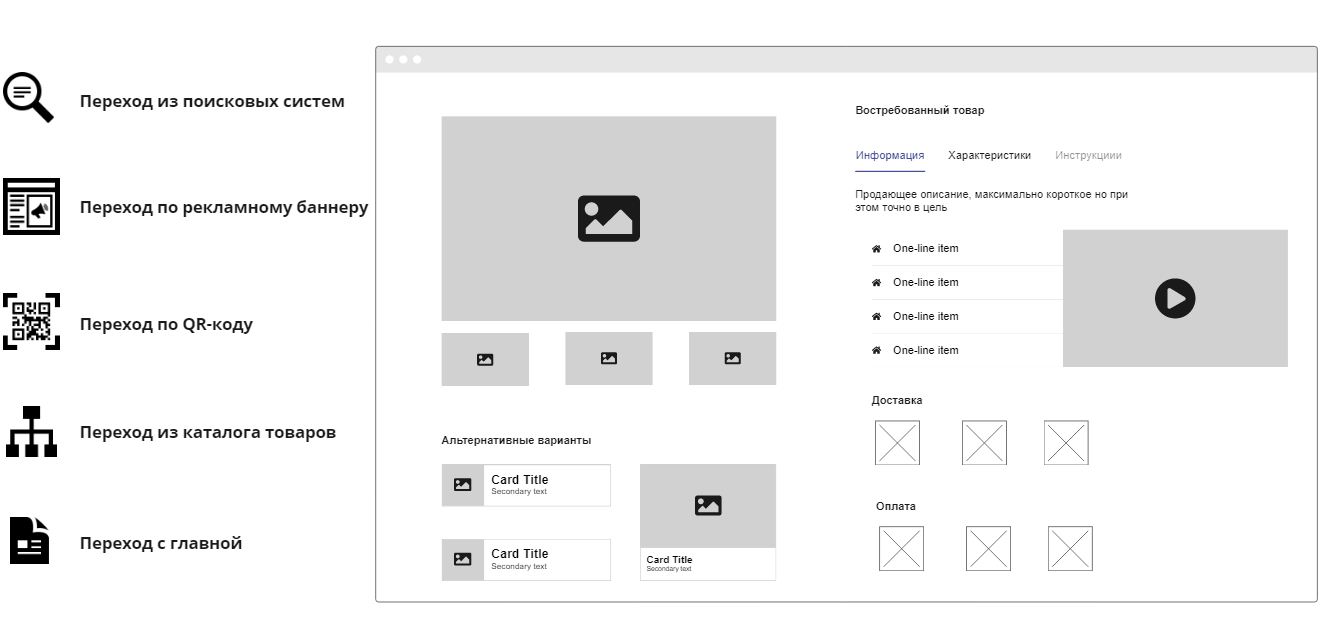 Переход из поисковых систем
Переход по рекламному баннеру
Переход по QR-коду
Переход из каталога товаров
Переход с главной
Альтернативные варианты
Card Title
Secondary text
Card Title
Secondary text
Card Title
Secondary text
Востребованный товар
Информация Характеристики Инструкциии
Продающее описание, максимально короткое но при
этом точно в цель
One-line item
One-line item
One-line item
One-line item
Доставка
Оплата